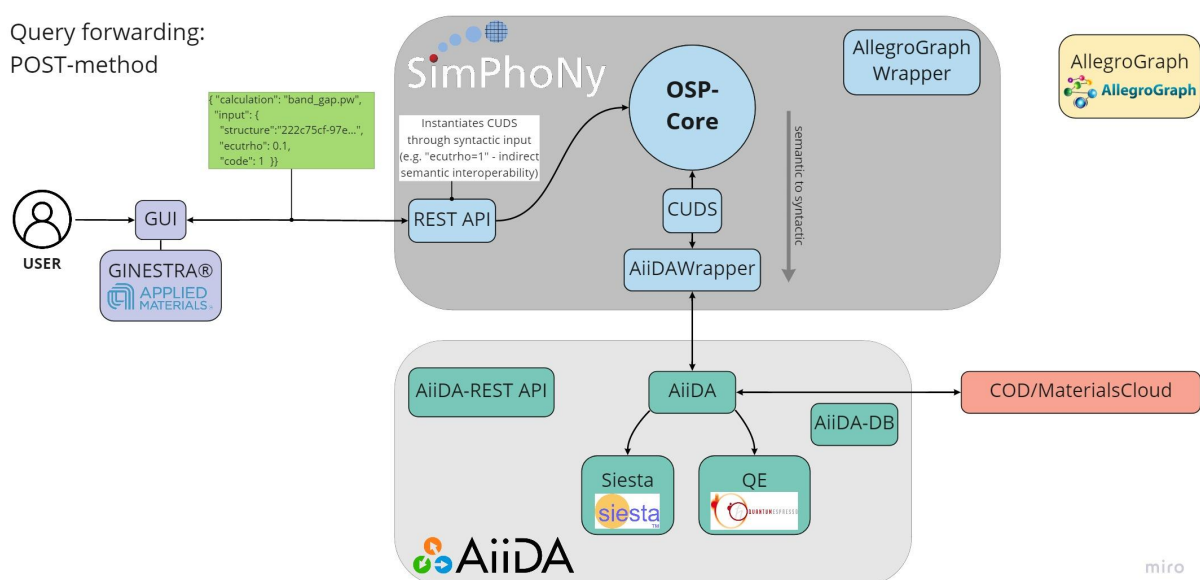 Query forwarding:
POST-method
{ "calculation": "band_gap.pw",
"input": {
"structure":"222c75cf-97e...",
"ecutrho": 0.1,
"code": 1 }}
USER
GUI
GINESTRA®
APPLIED
MATERIALS®
SimPhoNy
Instantiates CUDS
through syntactic input
(e.g. "ecutrho=1" - indirect
semantic interoperability)
REST API
OSP-
Core
CUDS
AiiDAWrapper
AllegroGraph
Wrapper
semantic to syntactic
AllegroGraph
AllegroGraph
AiiDA-REST API
AiiDA
AiiDA-DB
COD/MaterialsCloud
Siesta
siesta
TM
QE
QUANTUMESPRESSO
AiiDA
miro